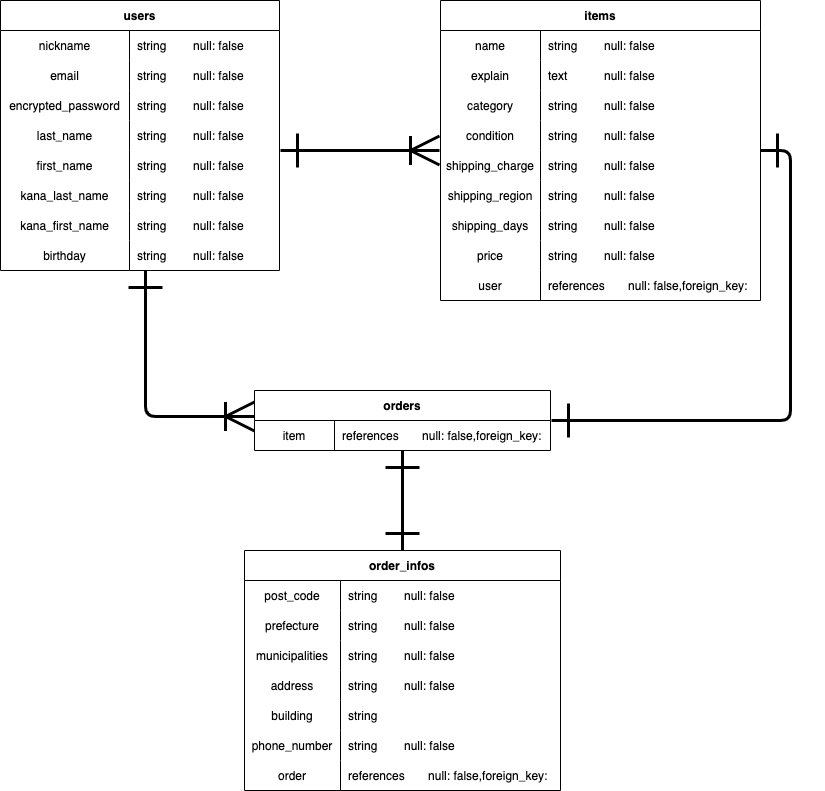 users
nickname string null: false
email string null: false
encrypted_password string null: false
last_name string null: false
first_name string null: false
kana_last_name string null: false
kana_first_name string null: false
birthday string null: false
items
name string null: false
explain text null: false
category string null: false
condition string null: false
shipping_charge string null: false
shipping_region string null: false
shipping_days string null: false
price string null: false
user references null: false,foreign_key:
orders
item references null: false,foreign_key:
order_infos
post_code string null: false
prefecture string null: false
municipalities string null: false
address string null: false
building string
phone_number string null: false
order references null: false,foreign_key: